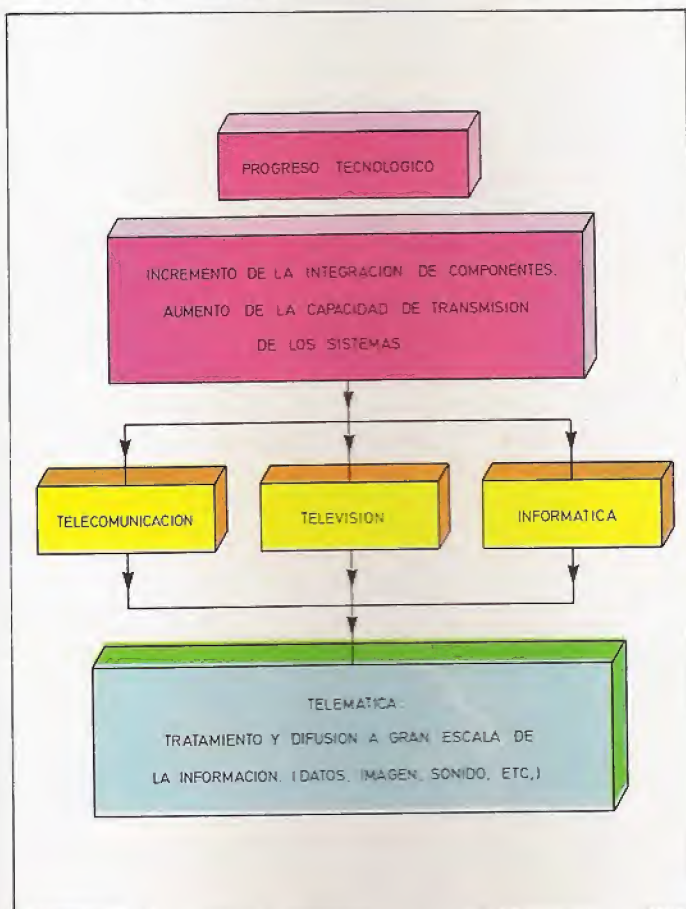 PROGRESO TECNOLOGICO
INCREMENTO DE LA INTEGRACION DE COMPONENTES.
AUMENTO DE LA CAPACIDAD DE TRANSMISION
DE LOS SISTEMAS
TELECOMUNICACION
TELEVISION
INFORMATICA
TELEMATICA:
TRATAMIENTO Y DIFUSION A GRAN ESCALA DE
LA INFORMACION. (DATOS, IMAGEN, SONIDO, ETC,)